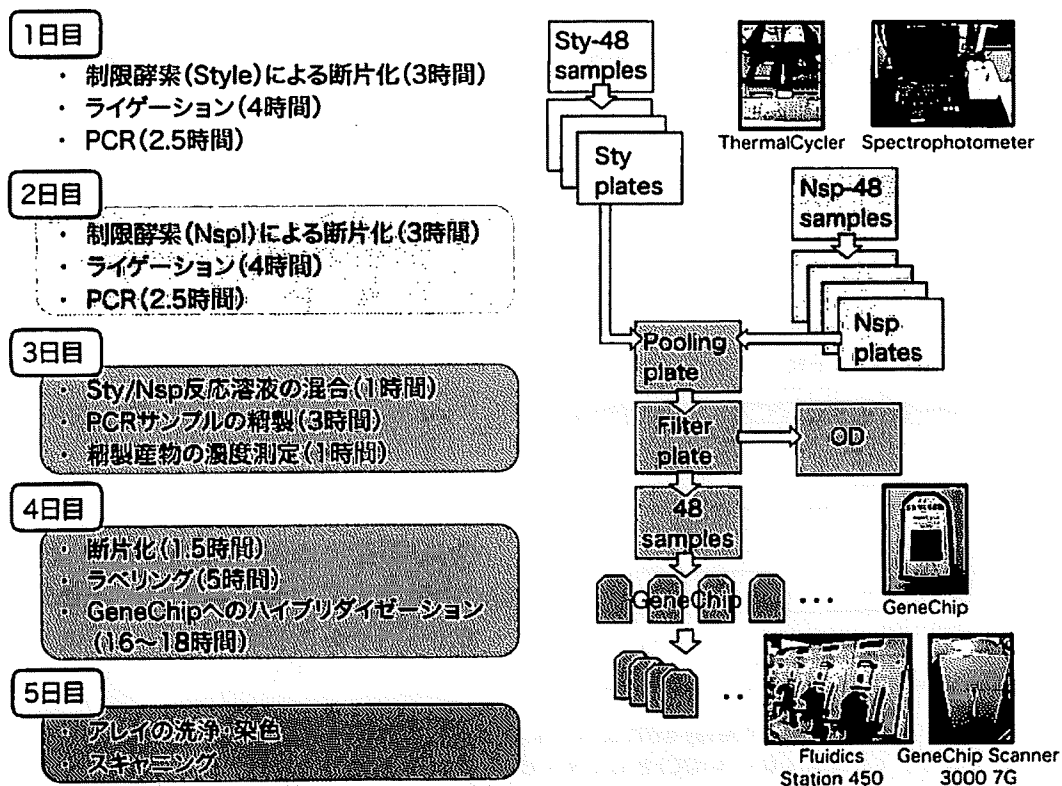 1日目
・ 制限酵素(StyIe)による断片化(3時間)
・ ライゲーション(4時間)
・ PCR(2.5時間)
2日目
・ 制限酵素(NspI)による断片化(3時間)
・ ライゲーション(4時間)
・ PCR(2.5時間)
3日目
・ Sty/Nsp反応溶液の混合(1時間)
・ PCRサンプルの精製(3時間)
・ 精製産物の濃度測定(1時間)
4日目
・ 断片化(1.5時間)
・ ラベリング(5時間)
・ GeneChipへのハイブリダイゼーション
(16〜18時間)
5日目
・ アレイの洗浄・染色
・ スキャニング
Sty-48
samples
Sty
plates
ThermalCycler
Spectrophotometer
Nsp-48
samples
Nsp
plates
Pooling
plate
Filter
plate
OD
48
samples
GeneChip
...
GeneChip
..
Fluidics
Station 450
GeneChip Scanner
3000 7G